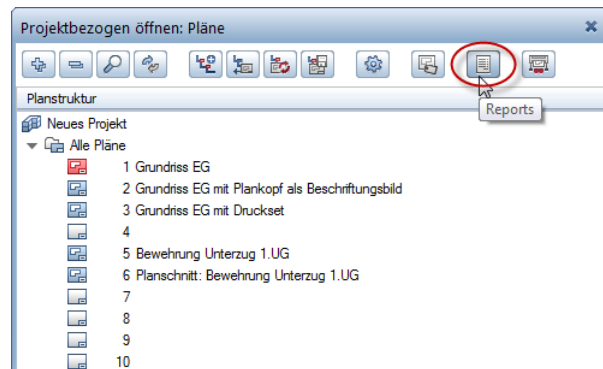 Projektbezogen öffnen: Pläne
Reports
Planstruktur
Neues Projekt
Alle Pläne
1 Grundriss EG
2 Grundriss EG mit Plankopf als Beschriftungsbild
3 Grundriss EG mit Druckset
4
5 Bewehrung Unterzug 1.UG
6 Planschnitt: Bewehrung Unterzug 1.UG
7
8
9
10